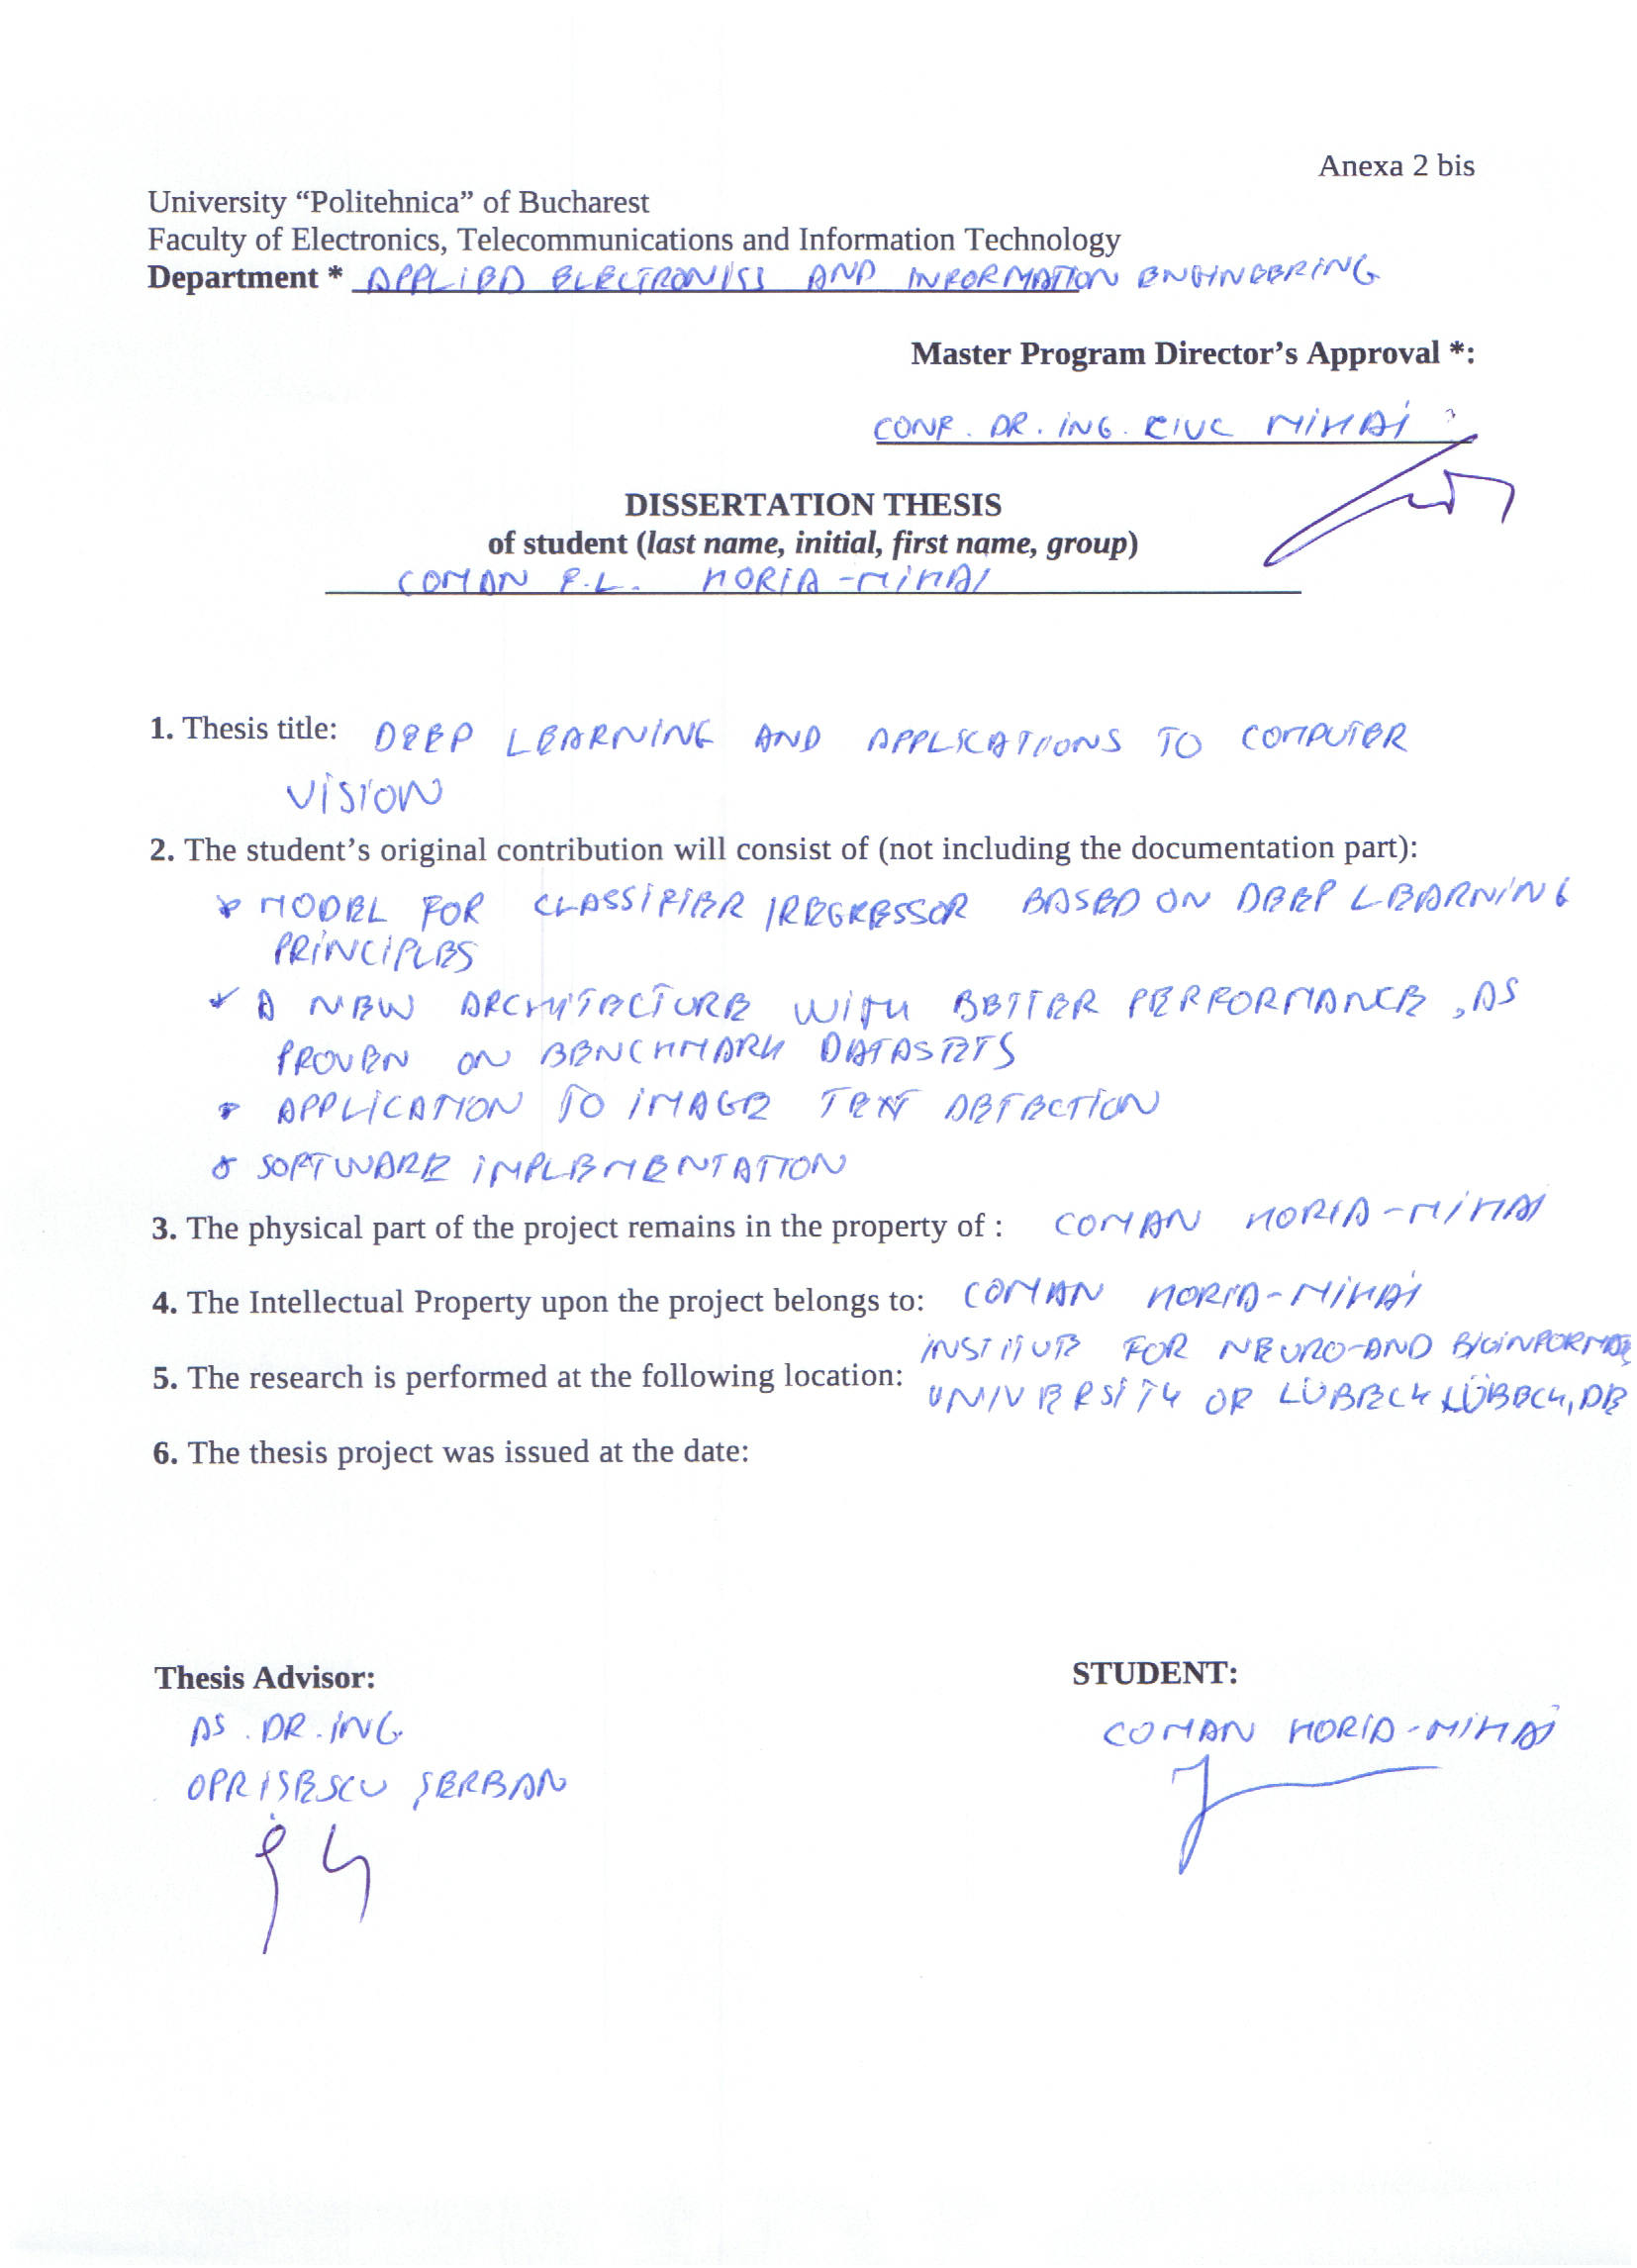 Anexa 2 bis
University “Politehnica” of Bucharest
Faculty of Electronics, Telecommunications and Information Technology
Department * APPLIED ELECTRONICS AND INFORMATION ENGINEERING
Master Program Director’s Approval *:
CONF. DR. ING. CIUC MIHAI
DISSERTATION THESIS
of student (last name, initial, first name, group)
COMAN F.L. HORIA-MIHAI
1. Thesis title: DEEP LEARNING AND APPLICATIONS TO COMPUTER
VISION
2. The student’s original contribution will consist of (not including the documentation part):
* MODEL FOR CLASSIFIER/REGRESSOR BASED ON DEEP LEARNING
PRINCIPLES
* A NEW ARCHITECTURE WITH BETTER PERFORMANCE, AS
PROVEN ON BENCHMARK DATASETS
* APPLICATION TO IMAGE TEXT DETECTION
* SOFTWARE IMPLEMENTATION
3. The physical part of the project remains in the property of : COMAN HORIA-MIHAI
4. The Intellectual Property upon the project belongs to: COMAN HORIA-MIHAI
INSTITUTE FOR NEURO-AND
5. The research is performed at the following location: UNIVERSITY OF LÜBECK LÜBECK, DE
6. The thesis project was issued at the date:
Thesis Advisor: STUDENT:
AS. DR. ING. COMAN HORIA-MIHAI
OPRISESCU ȘERBAN